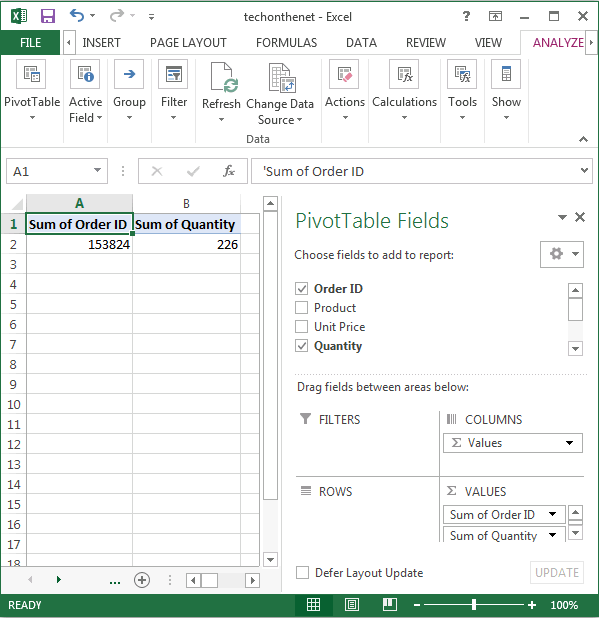 techonthenet - Excel
FILE INSERT PAGE LAYOUT FORMULAS DATA REVIEW VIEW ANALYZE
PivotTable
Active Field
Group
Filter
Refresh
Change Data Source
Actions
Calculations
Tools
Show
Data
A1
fx
'Sum of Order ID
A B
1 Sum of Order ID Sum of Quantity
2 153824 226
3
4
5
6
7
8
9
10
11
12
13
14
15
16
17
18
PivotTable Fields
Choose fields to add to report:
Order ID
Product
Unit Price
Quantity
Drag fields between areas below:
FILTERS
COLUMNS
Σ Values
ROWS
Σ VALUES
Sum of Order ID
Sum of Quantity
Defer Layout Update
UPDATE
...
READY
100%